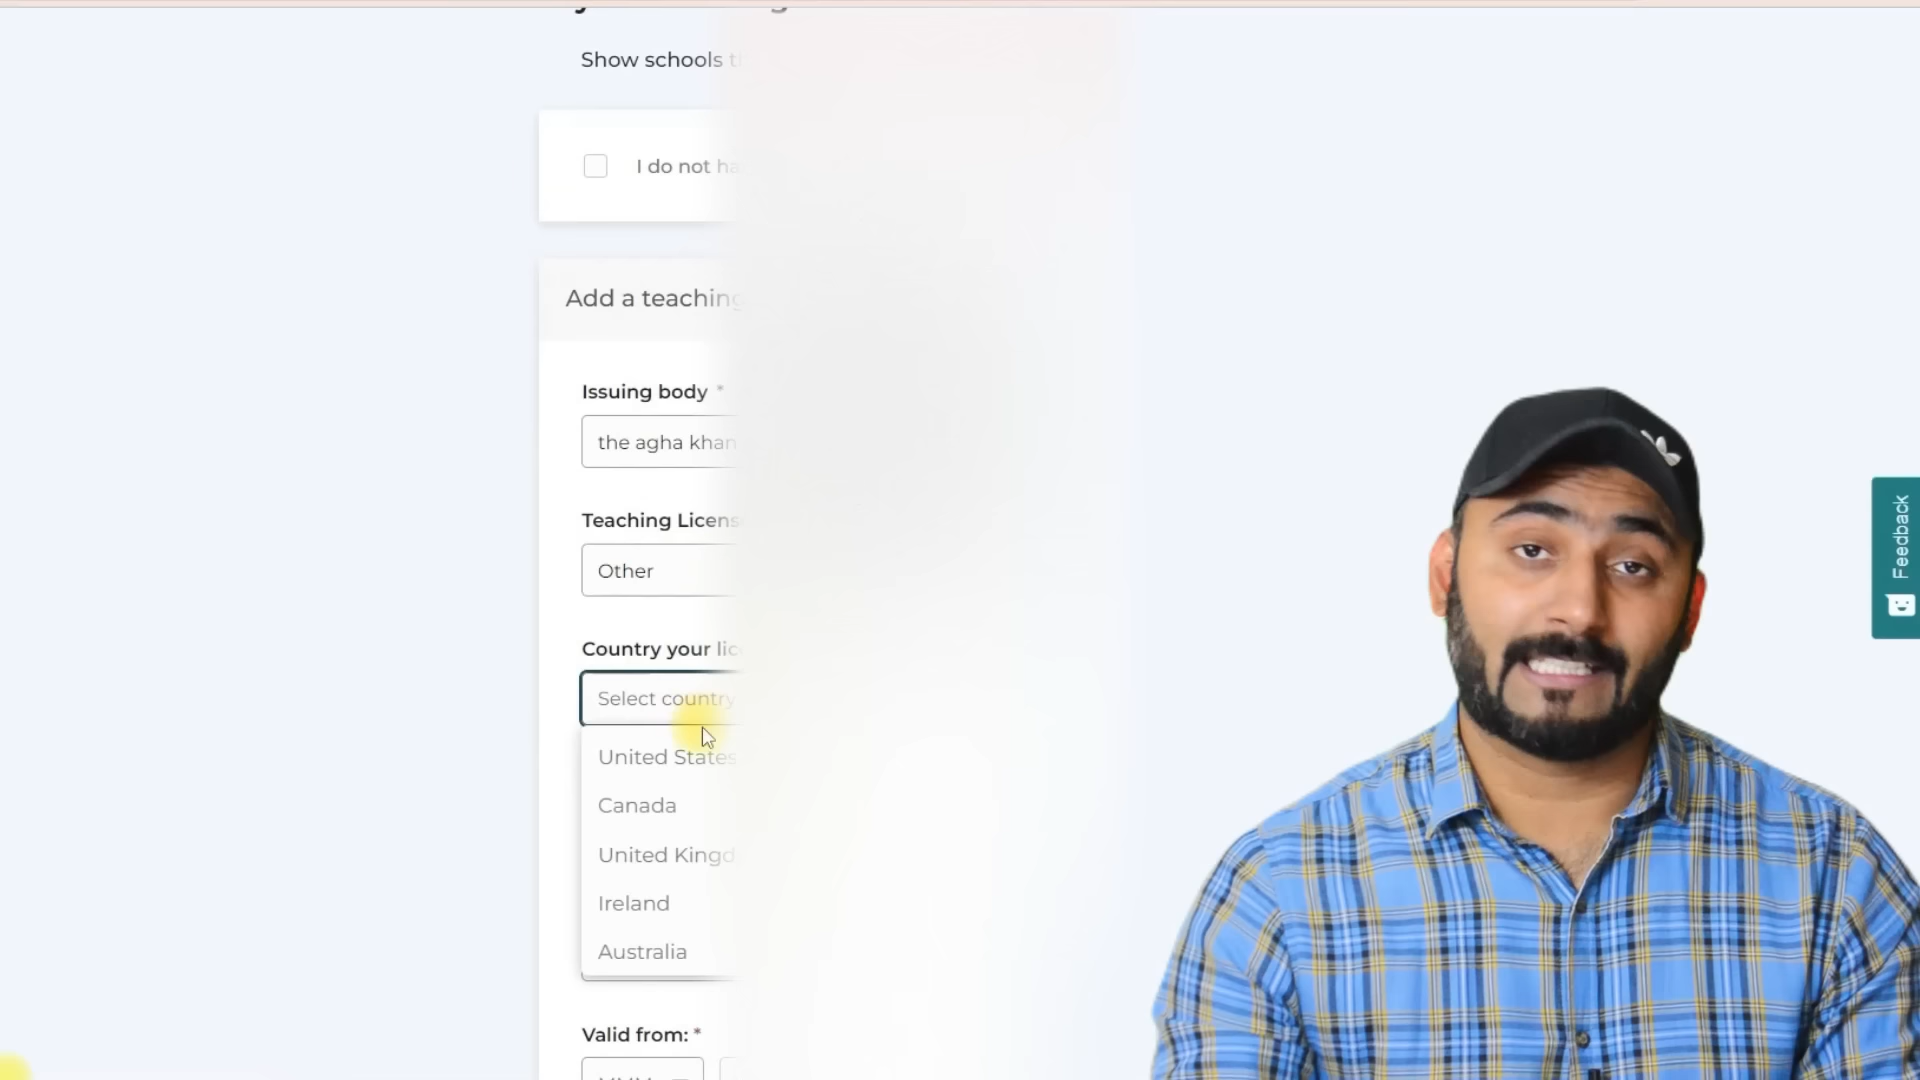 Show schools
I do not
Add a teaching
Issuing body *
the agha khan
Teaching
Other
Country your
Select country
United States
Canada
United
Ireland
Australia
Valid from: *
Feedback